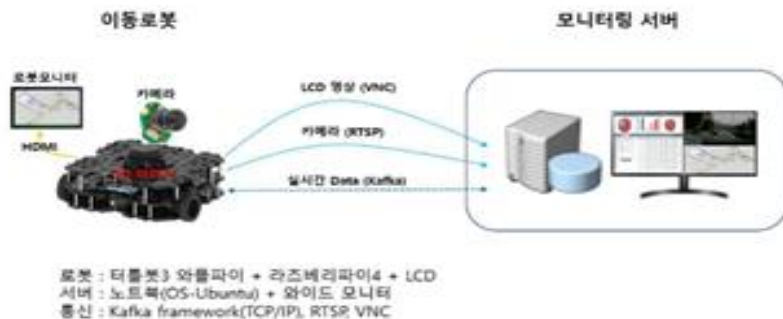 이동로봇
모니터링 서버
로봇모니터
카메라
HDMI
LCD 영상 (VNC)
카메라 (RTSP)
실시간 Data (Kafka)
로봇 : 터틀봇3 와플파이 + 라즈베리파이4 + LCD
서버 : 노트북(OS-Ubuntu) + 와이드 모니터
통신 : Kafka framework(TCP/IP), RTSP, VNC